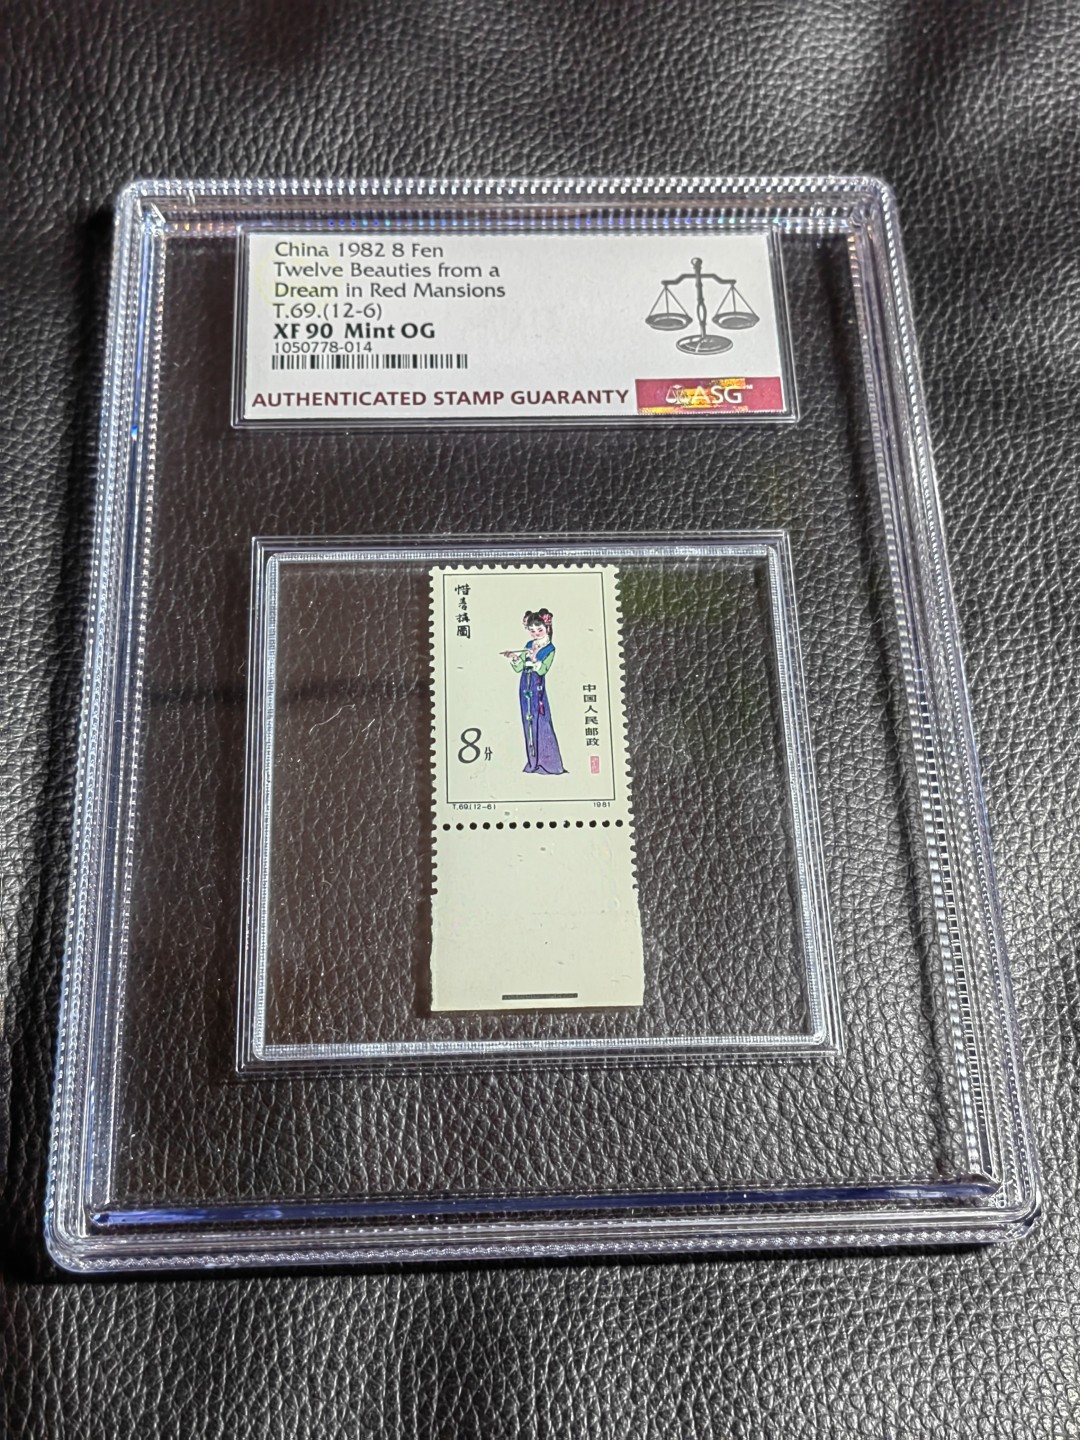 China 1982 8 Fen
Twelve Beauties from a
Dream in Red Mansions
T.69.(12-6)
XF 90 Mint OG
1050778-014
AUTHENTICATED STAMP GUARANTY
ASG
惜春構圖
8分
中国人民邮政
T.69.(12-6) 1981